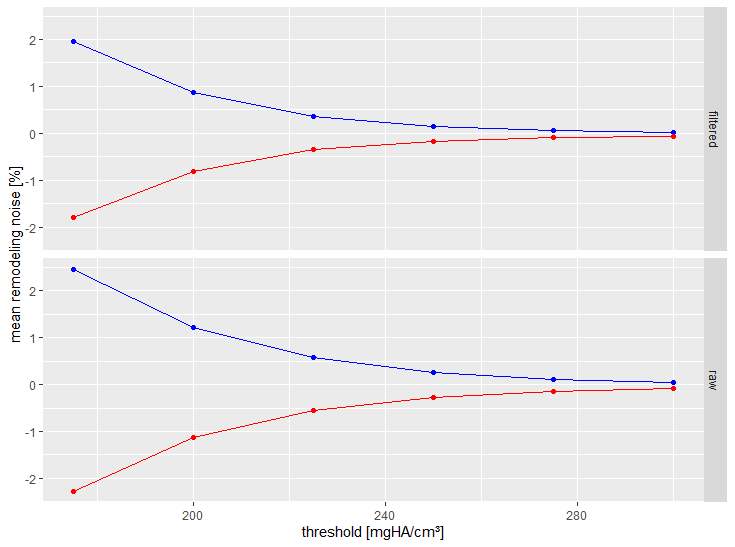 2
1
0
-1
-2
filtered
mean remodeling noise [%]
2
1
0
-1
-2
raw
200 240 280
threshold [mgHA/cm³]